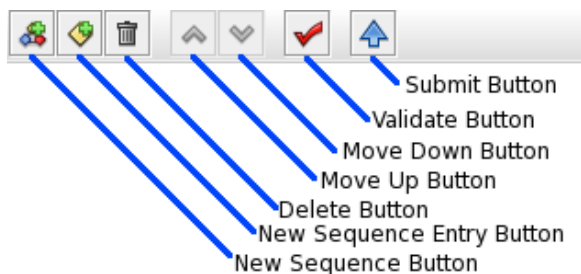 Submit Button
Validate Button
Move Down Button
Move Up Button
Delete Button
New Sequence Entry Button
New Sequence Button